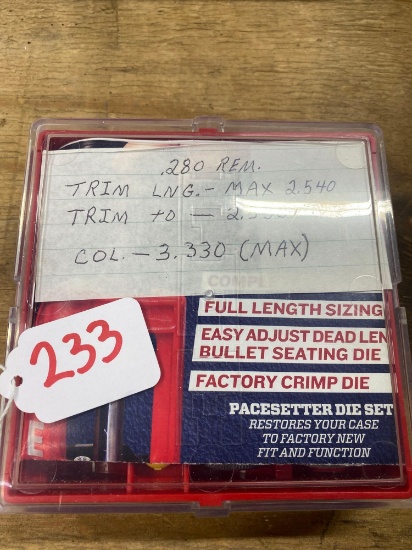 .280 REM.
TRIM LNG. - MAX 2.540
TRIM TO —
COL. - 3.330 (MAX)
COMPL
FULL LENGTH SIZING
EASY ADJUST DEAD LEN
BULLET SEATING DIE
FACTORY CRIMP DIE
PACESETTER DIE SET
RESTORES YOUR CASE
TO FACTORY NEW
FIT AND FUNCTION
233